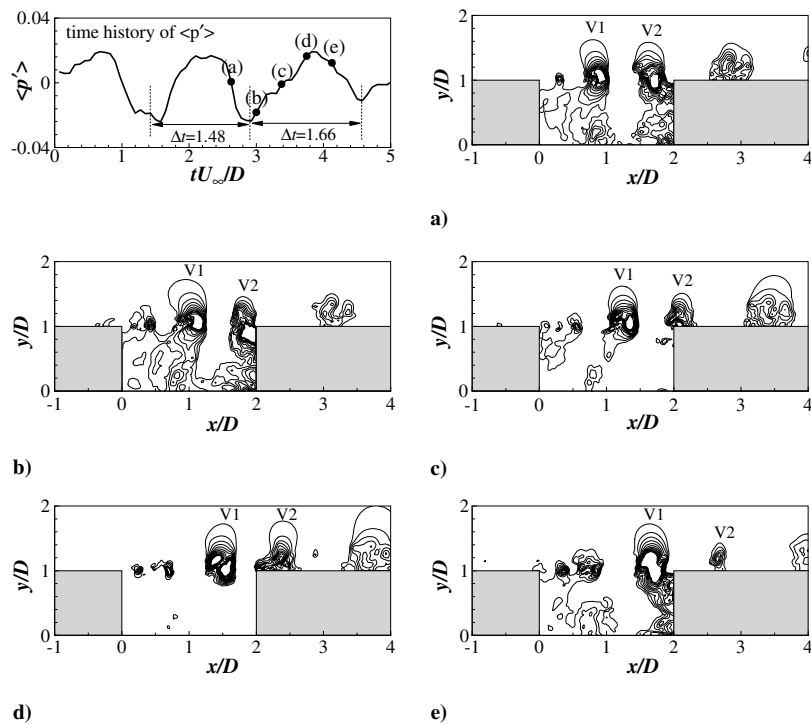 0.04
time history of <p′>
(d)
(a)
(e)
<p′>
0
(c)
(b)
Δt=1.48
Δt=1.66
-0.04
0 1 2 3 4 5
tU∞/D
2
V1 V2
y/D
1
0
-1 0 1 2 3 4
x/D
a)
2
V1
V2
y/D
1
0
-1 0 1 2 3 4
x/D
b)
2
V1
V2
y/D
1
0
-1 0 1 2 3 4
x/D
c)
2
V1 V2
y/D
1
0
-1 0 1 2 3 4
x/D
d)
2
V1
V2
y/D
1
0
-1 0 1 2 3 4
x/D
e)